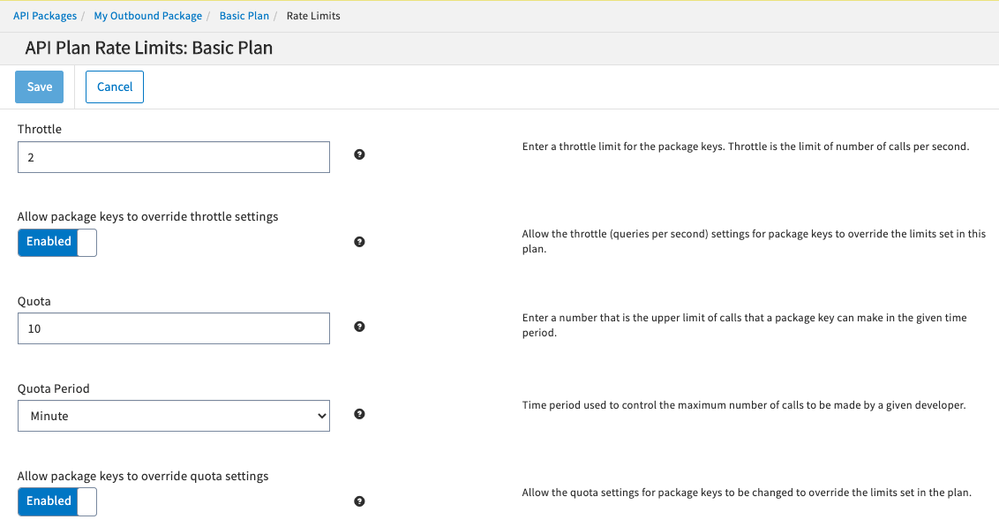 API Packages / My Outbound Package / Basic Plan / Rate Limits
API Plan Rate Limits: Basic Plan
Save
Cancel
Throttle
2
Enter a throttle limit for the package keys. Throttle is the limit of number of calls per second.
Allow package keys to override throttle settings
Enabled
Allow the throttle (queries per second) settings for package keys to override the limits set in this
plan.
Quota
10
Enter a number that is the upper limit of calls that a package key can make in the given time
period.
Quota Period
Minute
Time period used to control the maximum number of calls to be made by a given developer.
Allow package keys to override quota settings
Enabled
Allow the quota settings for package keys to be changed to override the limits set in the plan.